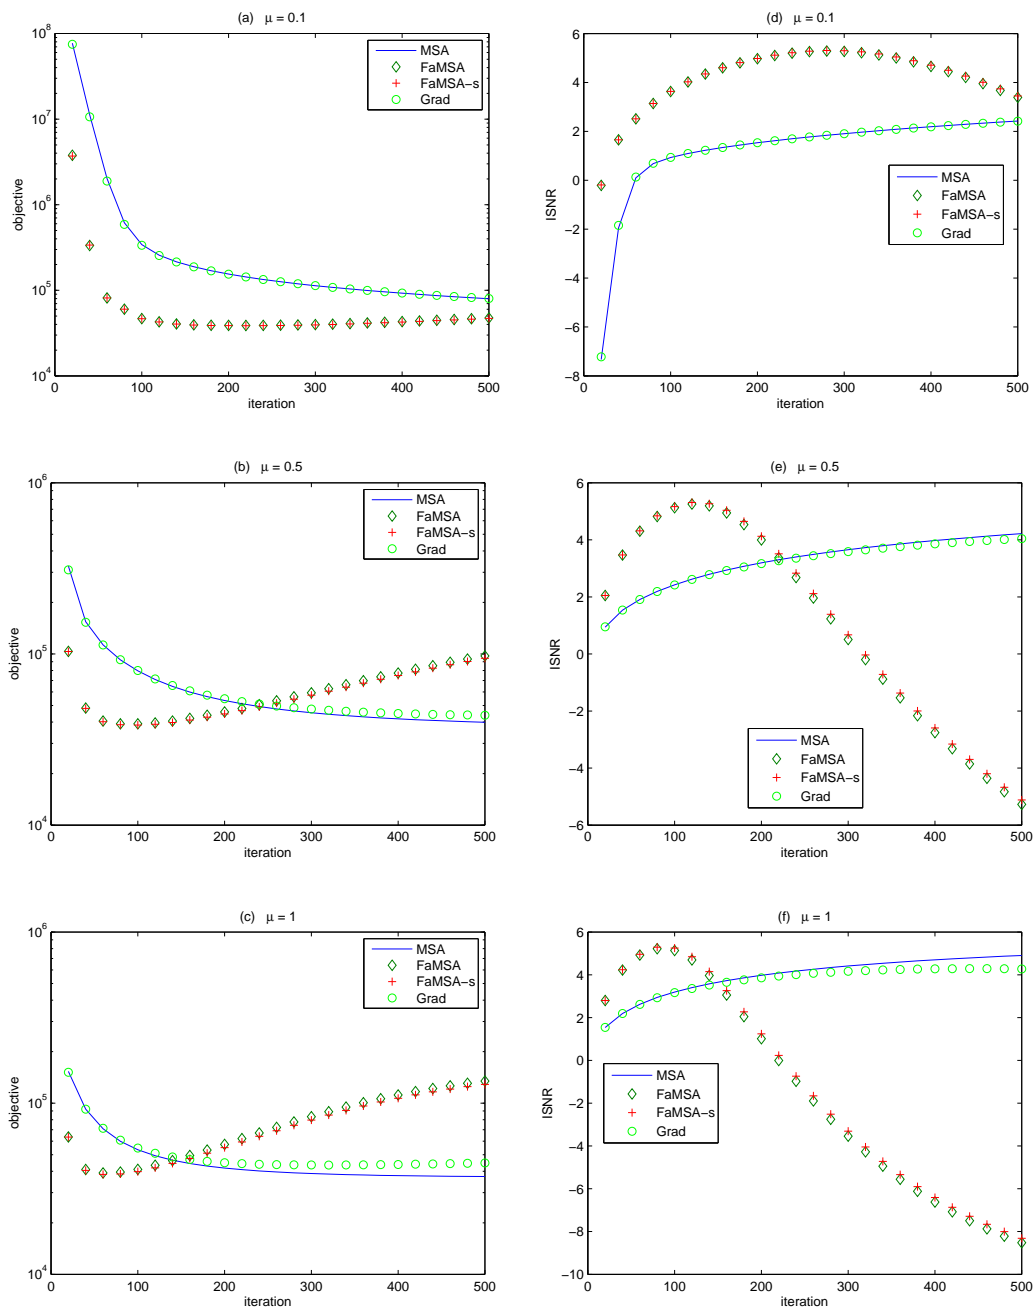 (a) μ = 0.1
10^8
10^7
10^6
10^5
10^4
objective
0 100 200 300 400 500
iteration
MSA
FaMSA
FaMSA−s
Grad
(d) μ = 0.1
6
4
2
0
−2
−4
−6
−8
ISNR
0 100 200 300 400 500
iteration
MSA
FaMSA
FaMSA−s
Grad
(b) μ = 0.5
10^6
10^5
10^4
objective
0 100 200 300 400 500
iteration
MSA
FaMSA
FaMSA−s
Grad
(e) μ = 0.5
6
4
2
0
−2
−4
−6
ISNR
0 100 200 300 400 500
iteration
MSA
FaMSA
FaMSA−s
Grad
(c) μ = 1
10^6
10^5
10^4
objective
0 100 200 300 400 500
iteration
MSA
FaMSA
FaMSA−s
Grad
(f) μ = 1
6
4
2
0
−2
−4
−6
−8
−10
ISNR
0 100 200 300 400 500
iteration
MSA
FaMSA
FaMSA−s
Grad